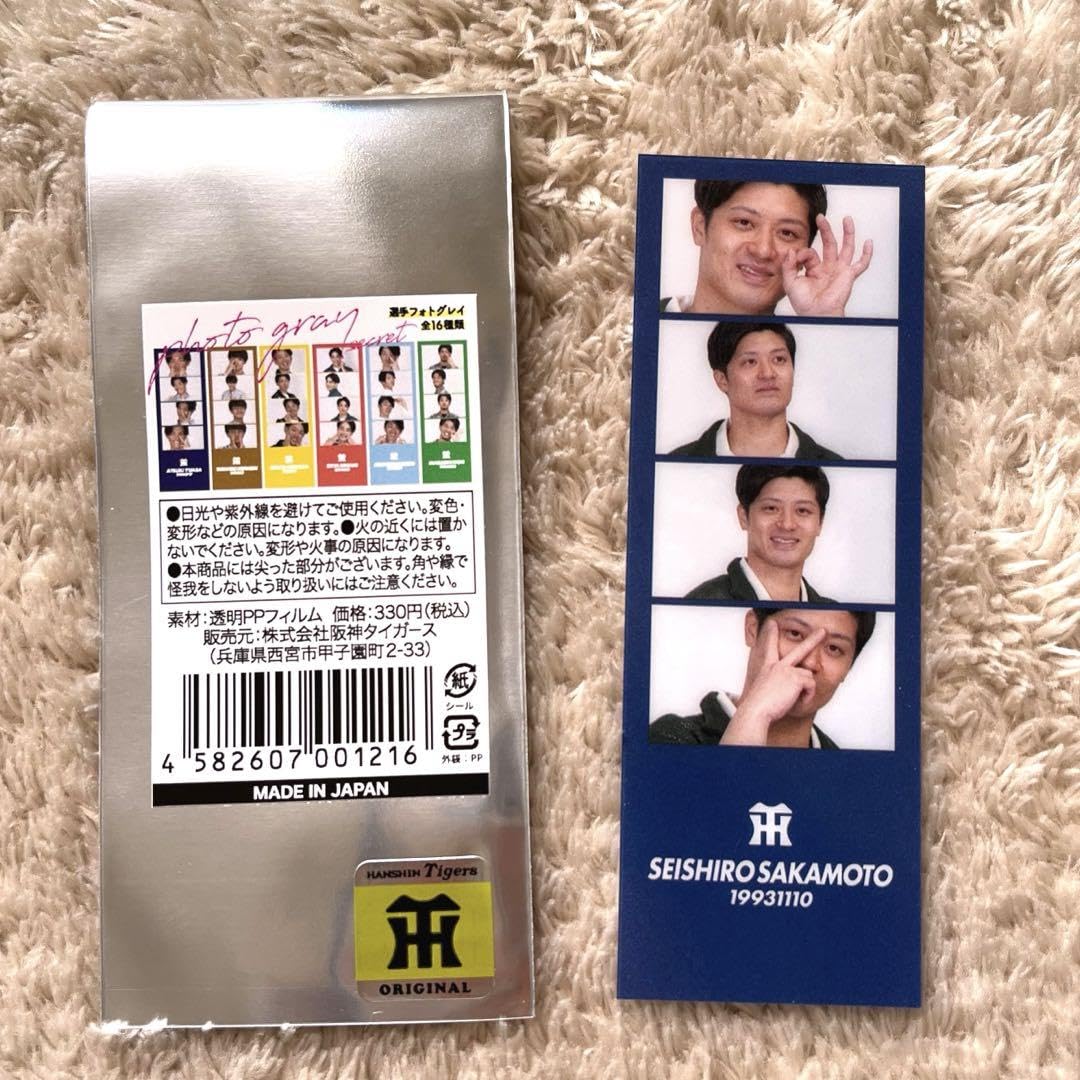 photo gray
secret
選手フォトグレイ
全16種類
●日光や紫外線を避けてご使用ください。変色・
変形などの原因になります。●火の近くには置か
ないでください。変形や火事の原因になります。
●本商品には尖った部分がございます。角や縁で
怪我をしないよう取り扱いにはご注意ください。
素材：透明PPフィルム 価格：330円（税込）
販売元：株式会社阪神タイガース
（兵庫県西宮市甲子園町2-33）
紙
シール
プラ
外袋：PP
4 582607 001216
MADE IN JAPAN
HANSHIN Tigers
TH
ORIGINAL
TH
SEISHIRO SAKAMOTO
19931110